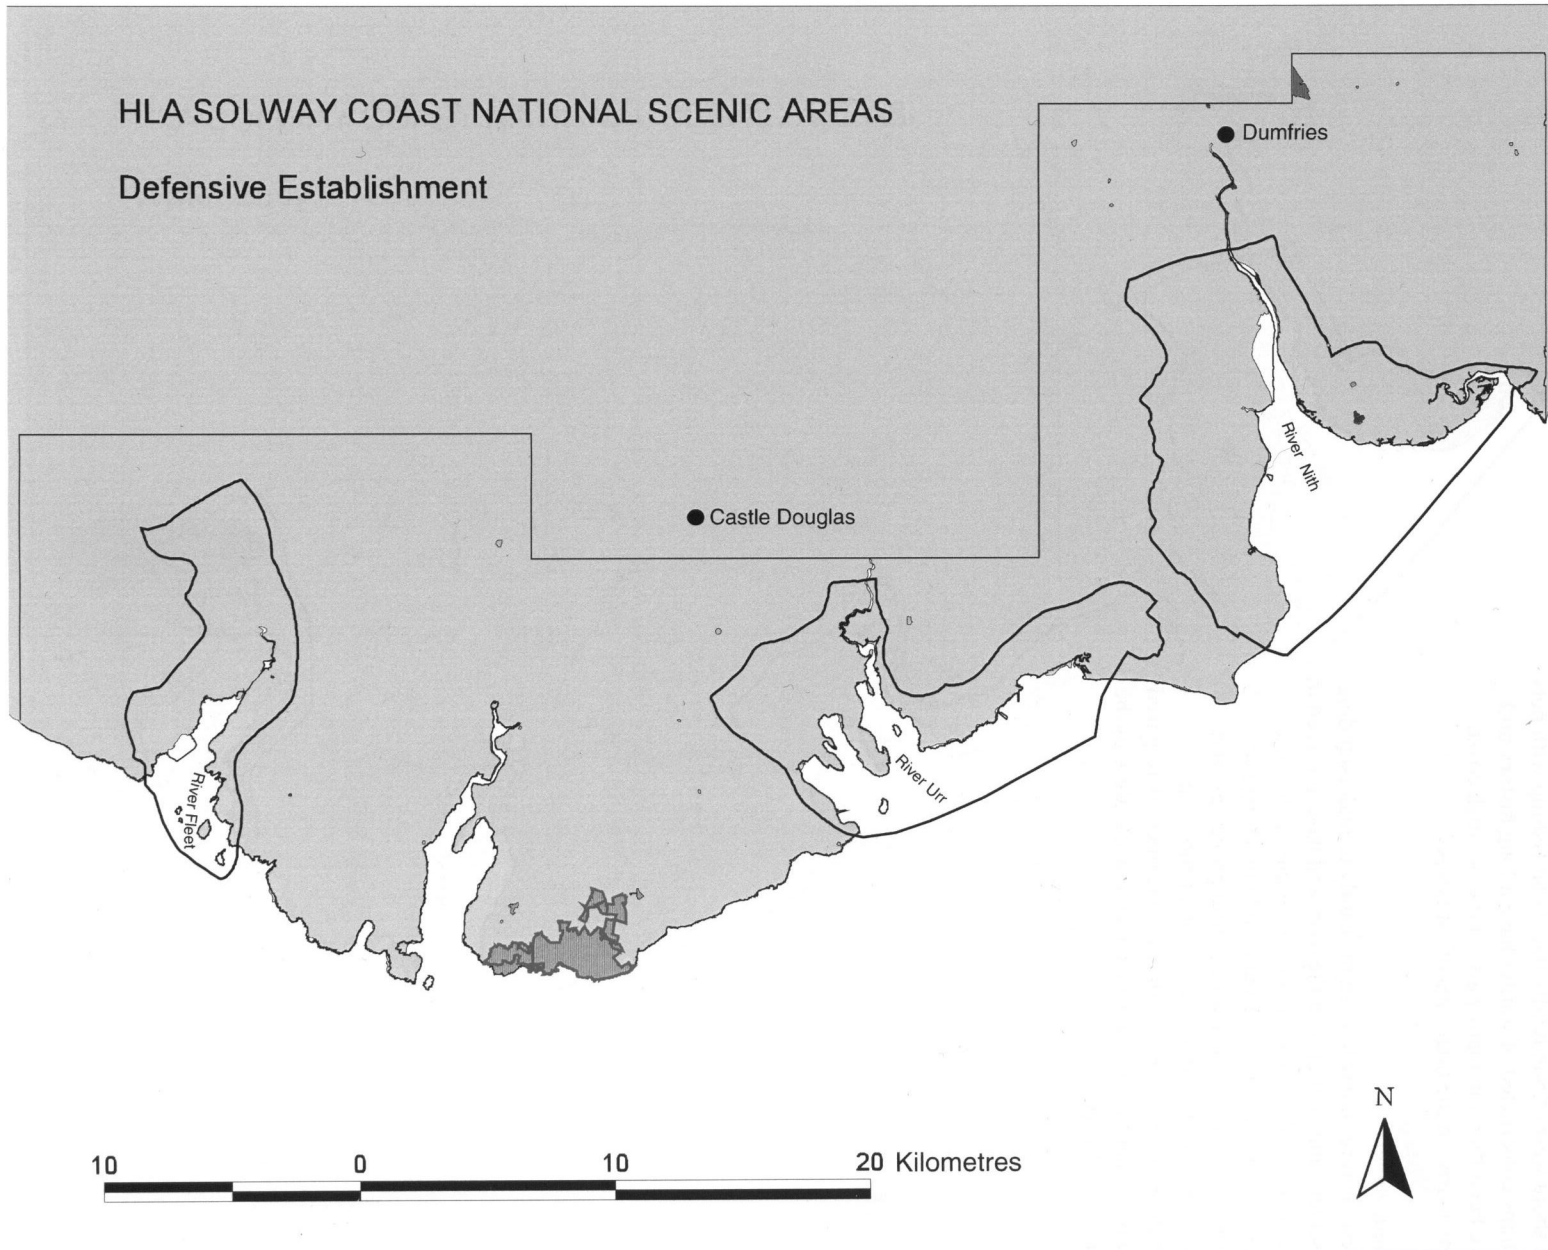 HLA SOLWAY COAST NATIONAL SCENIC AREAS
Defensive Establishment
Dumfries
River Nith
Castle Douglas
River Urr
River Fleet
N
10 0 10 20 Kilometres